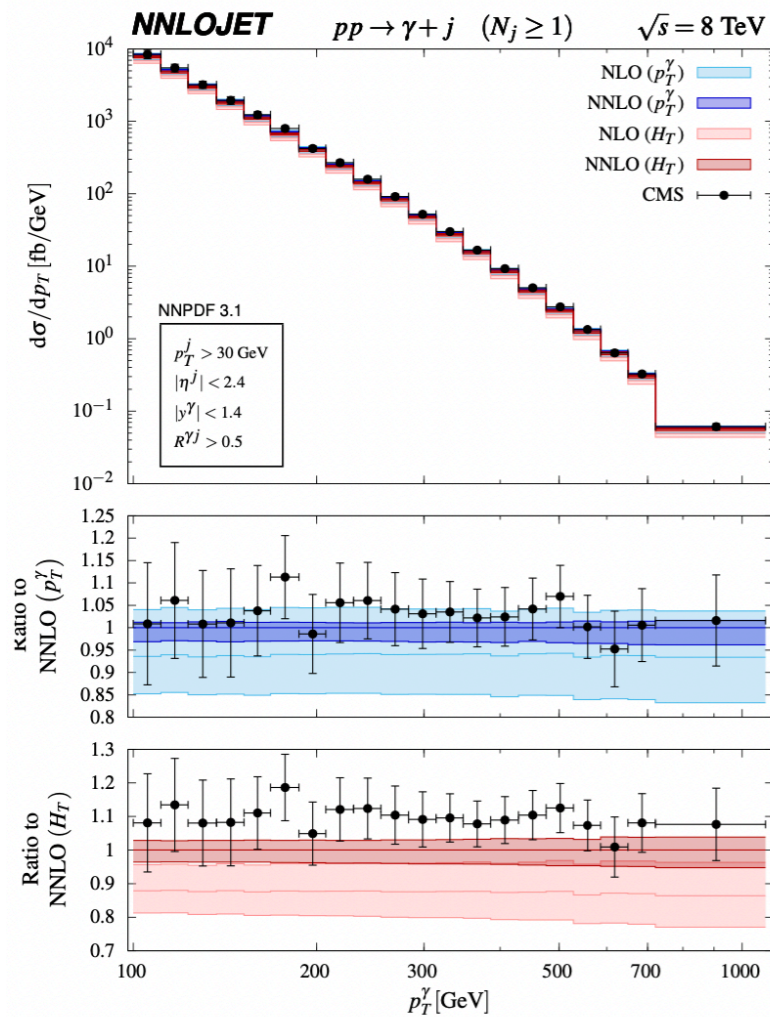 NNLOJET pp → γ + j (N_j ≥ 1) √s = 8 TeV
10^4
10^3
10^2
10^1
10^0
10^−1
10^−2
dσ/dp_T [fb/GeV]
NLO (p_T^γ)
NNLO (p_T^γ)
NLO (H_T)
NNLO (H_T)
CMS
NNPDF 3.1
p_T^j > 30 GeV
|η^j| < 2.4
|y^γ| < 1.4
R^γj > 0.5
1.25
1.2
1.15
1.1
1.05
1
0.95
0.9
0.85
0.8
Ratio to
NNLO (p_T^γ)
1.3
1.2
1.1
1
0.9
0.8
0.7
Ratio to
NNLO (H_T)
100 200 300 400 500 700 1000
p_T^γ [GeV]